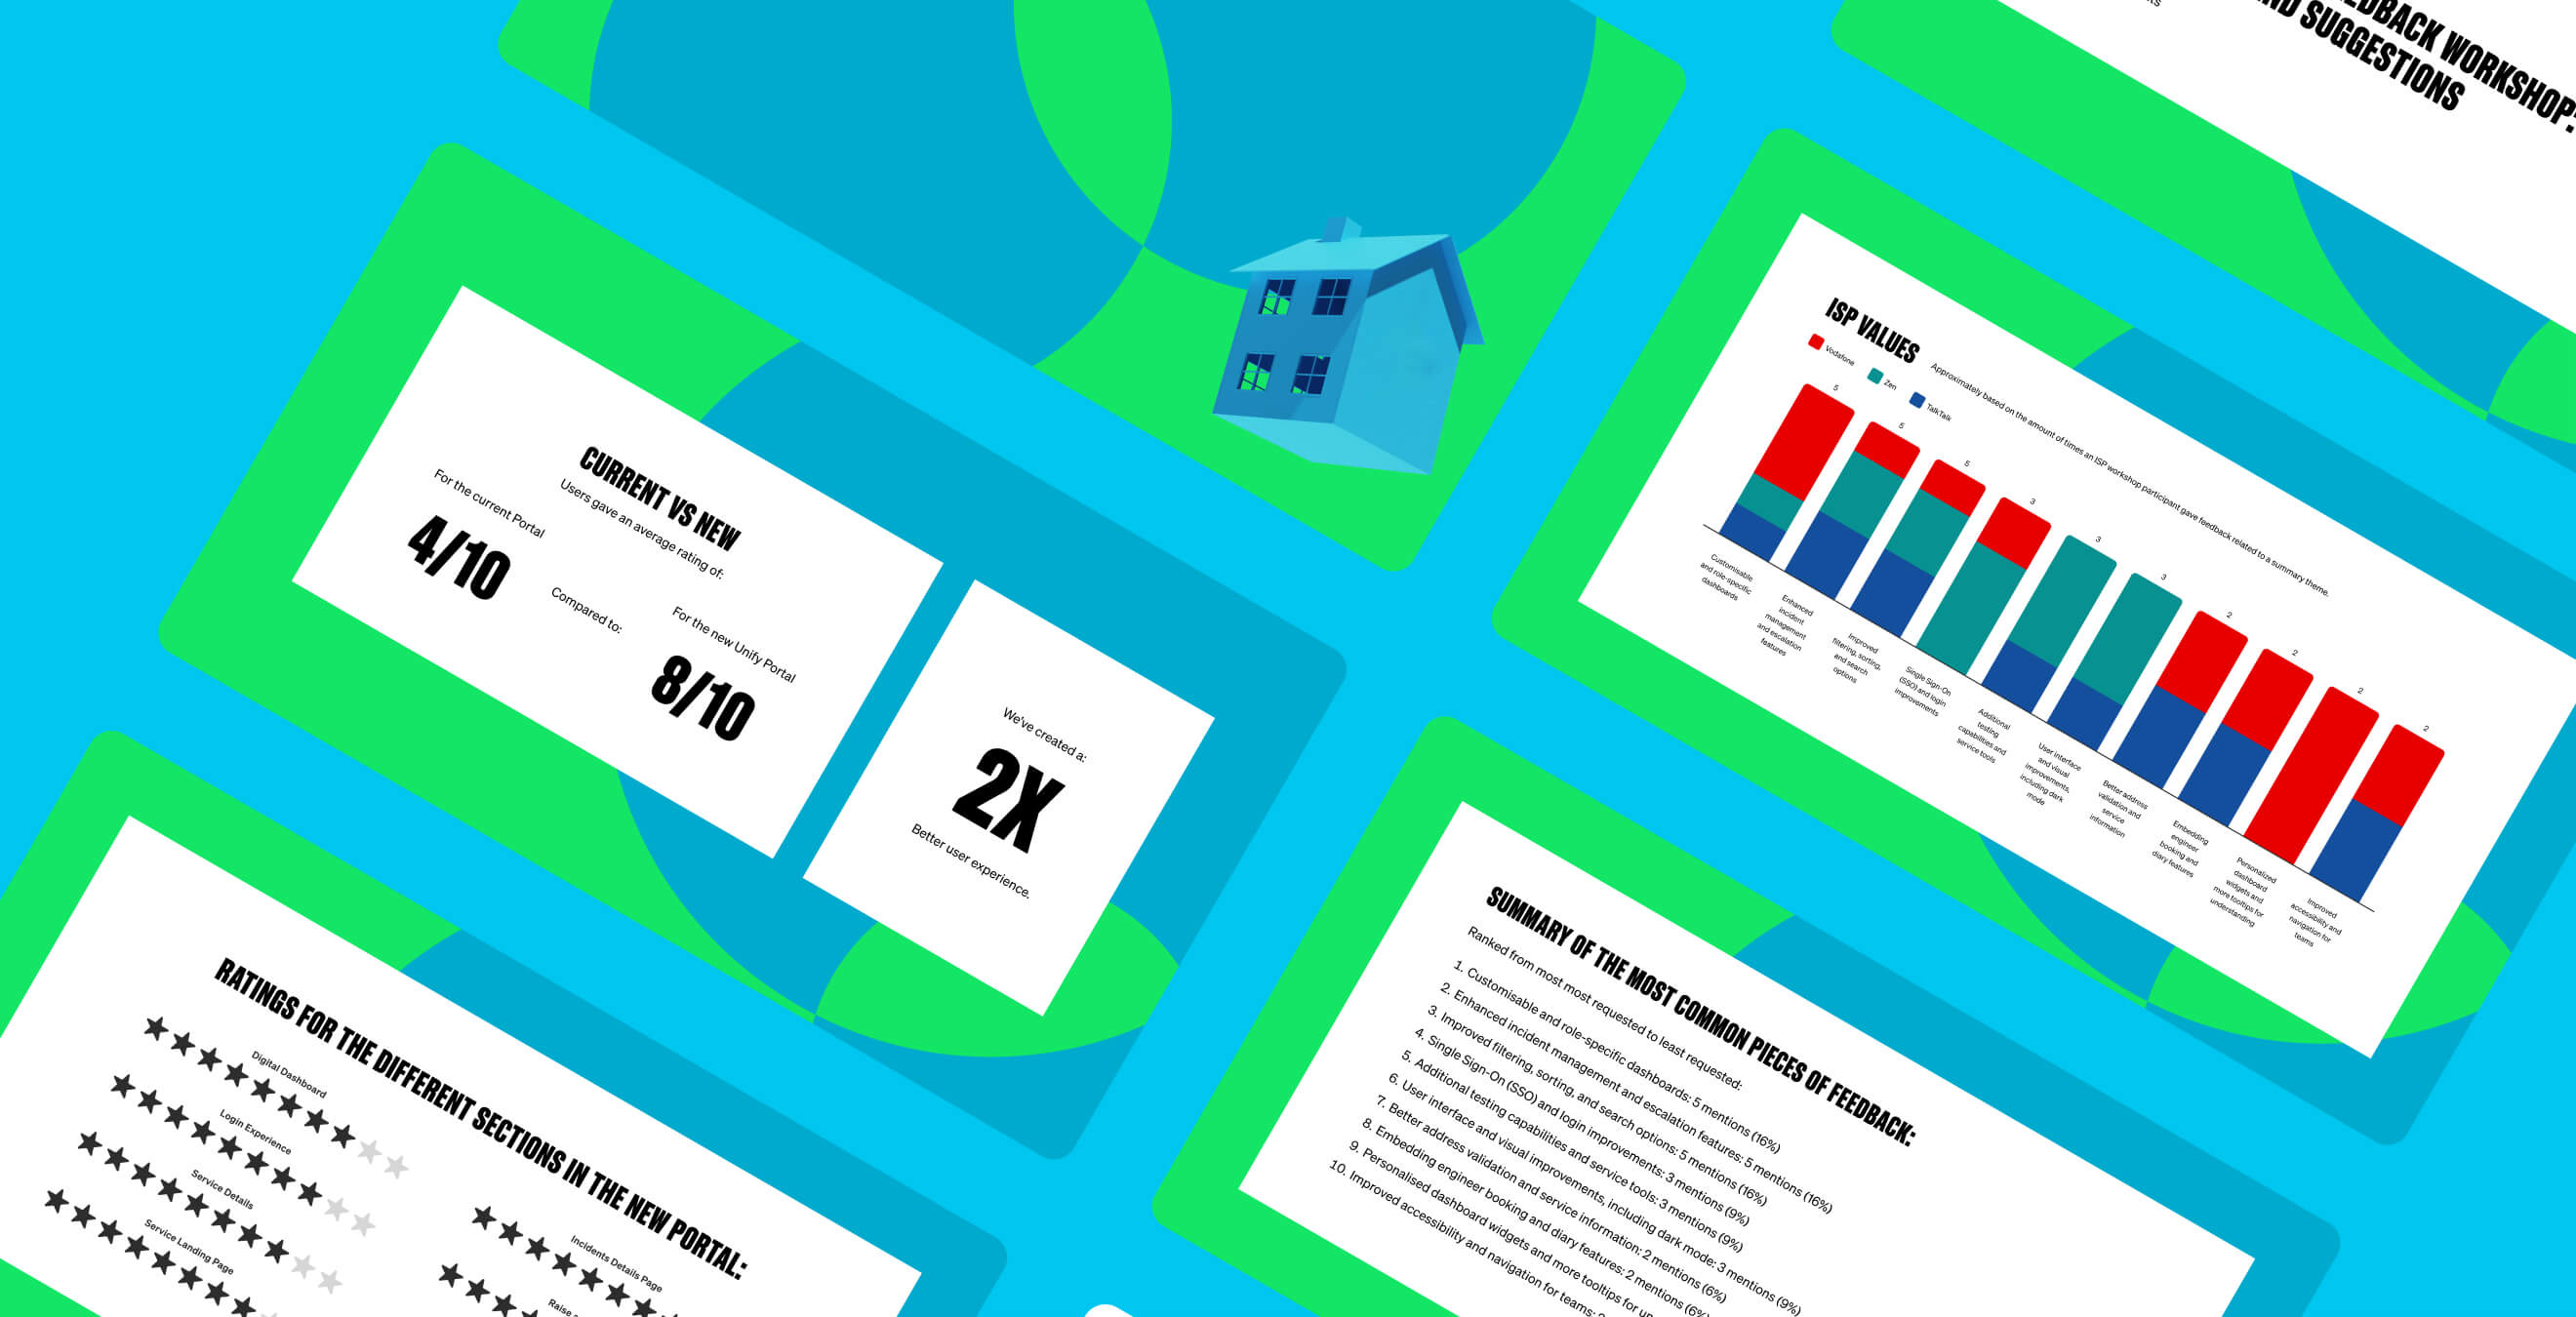 CURRENT VS NEW
Users gave an average rating of:
For the current Portal
4/10
Compared to:
For the new Unify Portal
8/10
We've created a:
2X
Better user experience.
RATINGS FOR THE DIFFERENT SECTIONS IN THE NEW PORTAL:
Digital Dashboard
Login Experience
Service Details
Service Landing Page
Incidents Details Page
WORKSHOP:
SUGGESTIONS
ISP VALUES
Approximately based on the amount of times an ISP workshop participant gave feedback related to a summary theme.
Vodafone
Zen
TalkTalk
5
5
5
3
3
3
2
2
2
2
Customisable
and role-specific
dashboards
Enhanced
incident
management
and escalation
features
Improved
filtering, sorting,
and search
options
Single Sign-On
(SSO) and login
improvements
Additional
testing
capabilities and
service tools
User interface
and visual
improvements,
including dark
mode
Better address
validation and
service
information
Embedding
engineer
booking and
diary features
Personalized
dashboard
widgets and
more tooltips for
understanding
Improved
accessibility and
navigation for
teams
SUMMARY OF THE MOST COMMON PIECES OF FEEDBACK:
Ranked from most most requested to least requested:
1. Customisable and role-specific dashboards: 5 mentions (16%)
2. Enhanced incident management and escalation features: 5 mentions (16%)
3. Improved filtering, sorting, and search options: 5 mentions (16%)
4. Single Sign-On (SSO) and login improvements: 3 mentions (9%)
5. Additional testing capabilities and service tools: 3 mentions (9%)
6. User interface and visual improvements, including dark mode: 3 mentions (9%)
7. Better address validation and service information: 2 mentions (6%)
8. Embedding engineer booking and diary features: 2 mentions (6%)
9. Personalised dashboard widgets and more tooltips for
10. Improved accessibility and navigation for teams: